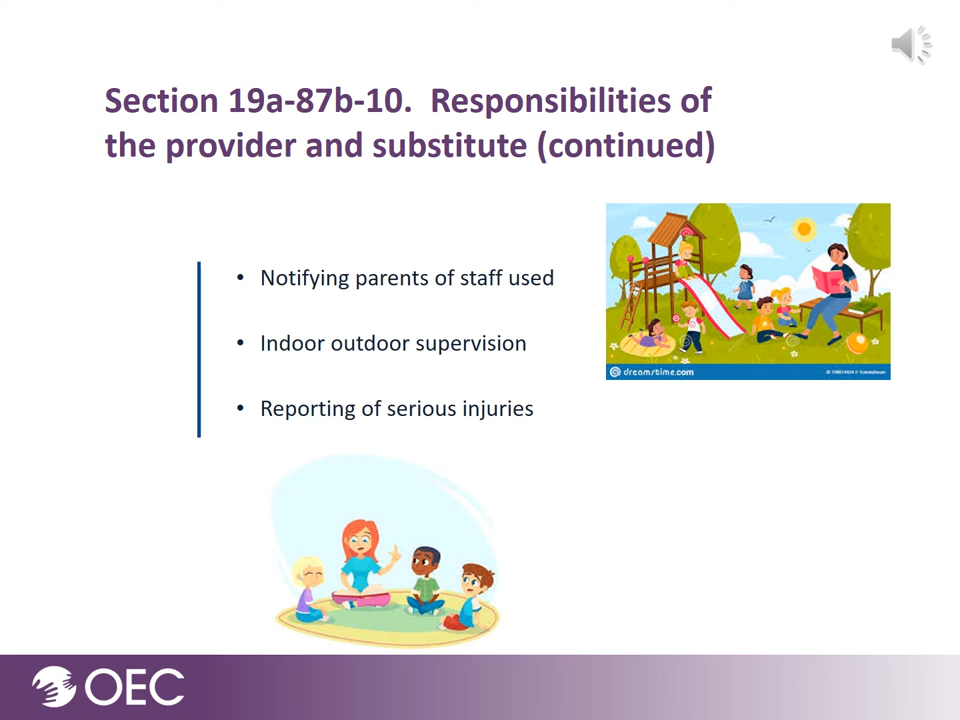 Section 19a-87b-10.  Responsibilities of
the provider and substitute (continued)
• Notifying parents of staff used
• Indoor outdoor supervision
• Reporting of serious injuries
dreamstime.com
OEC